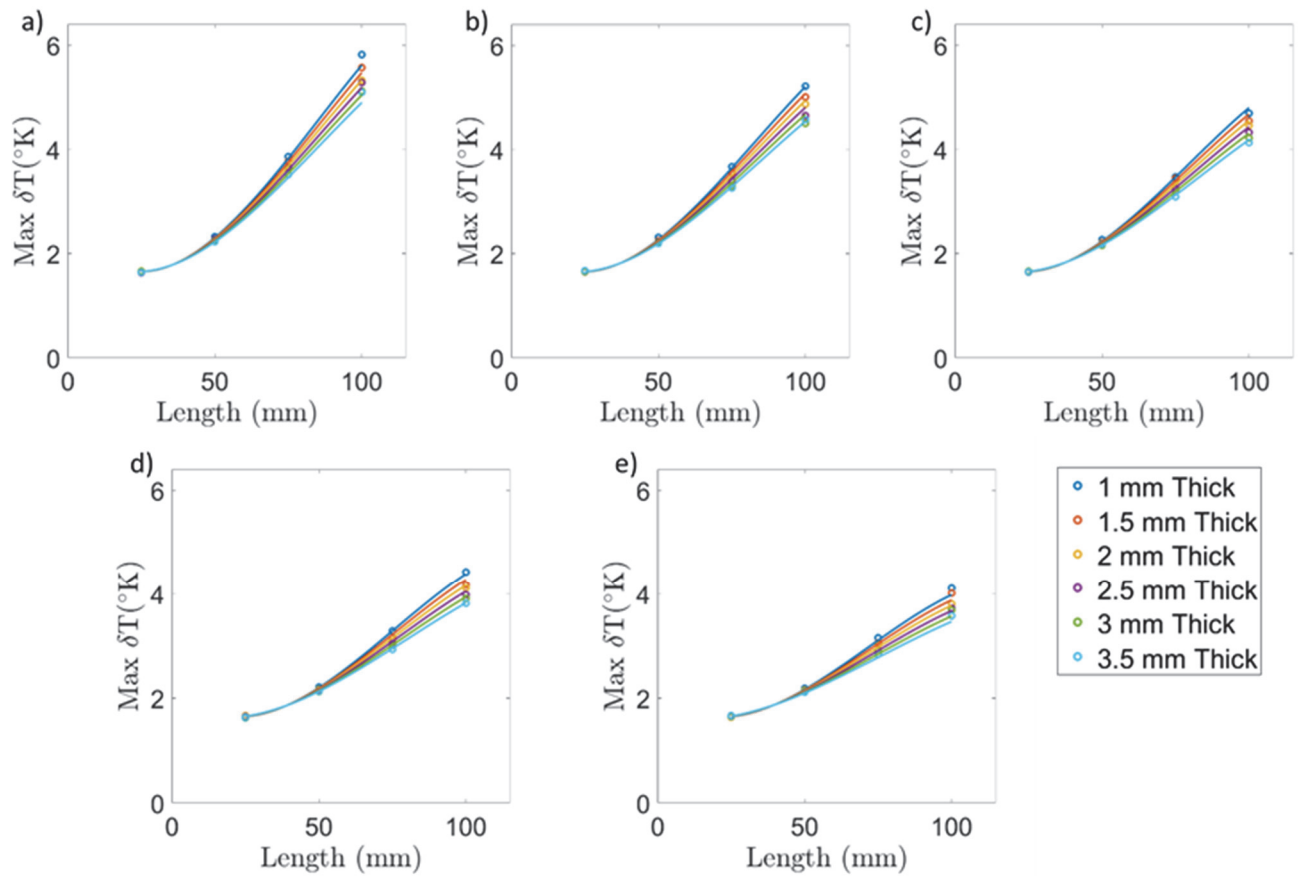 a)
6
4
2
0
Max δT(°K)
0 50 100
Length (mm)
b)
6
4
2
0
Max δT(°K)
0 50 100
Length (mm)
c)
6
4
2
0
Max δT(°K)
0 50 100
Length (mm)
d)
6
4
2
0
Max δT(°K)
0 50 100
Length (mm)
e)
6
4
2
0
Max δT(°K)
0 50 100
Length (mm)
1 mm Thick
1.5 mm Thick
2 mm Thick
2.5 mm Thick
3 mm Thick
3.5 mm Thick